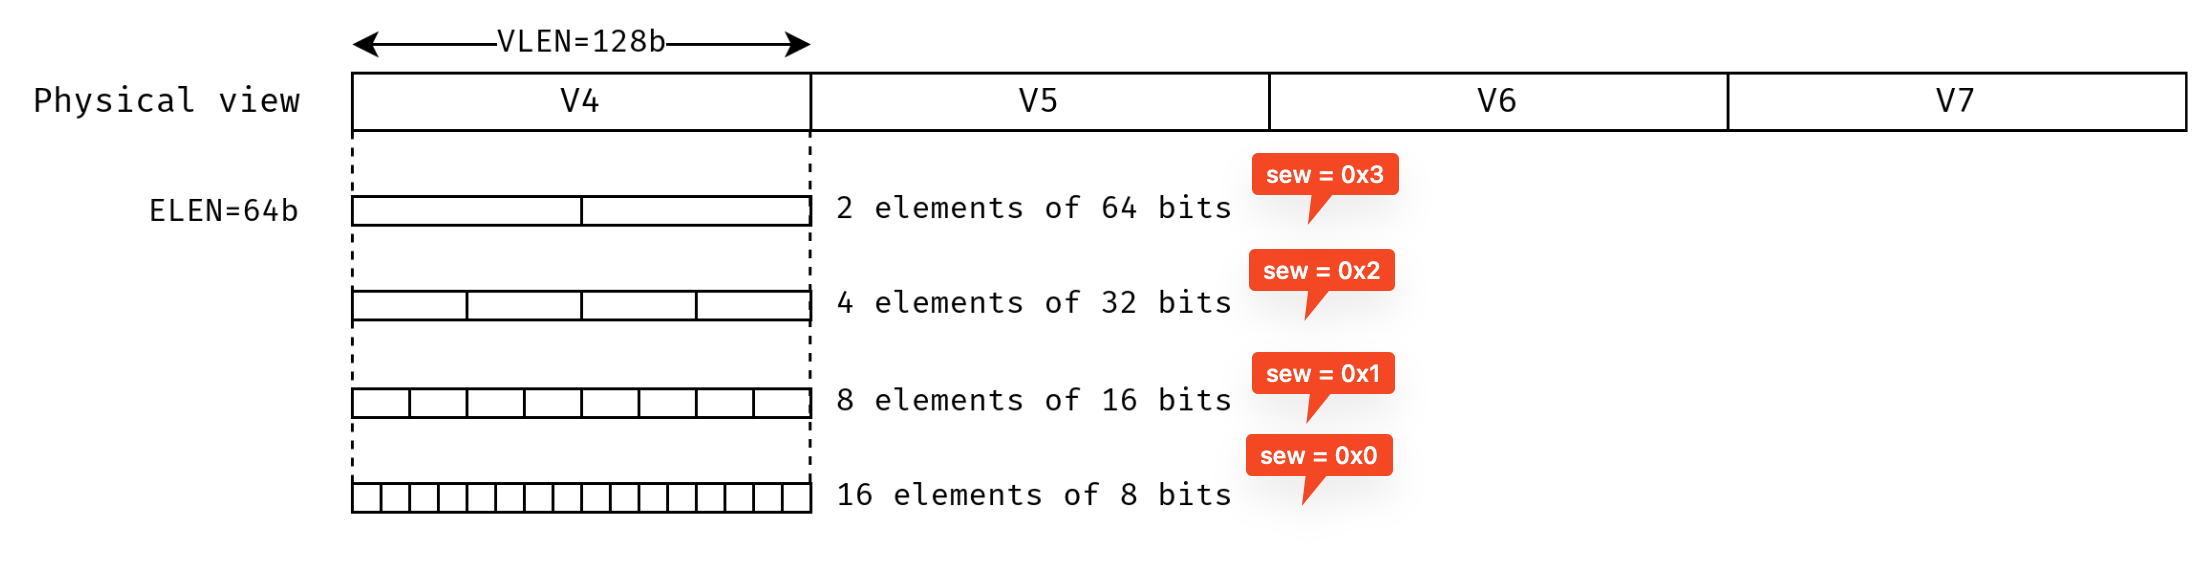 VLEN=128b
Physical view V4 V5 V6 V7
sew = 0x3
ELEN=64b 2 elements of 64 bits
sew = 0x2
4 elements of 32 bits
sew = 0x1
8 elements of 16 bits
sew = 0x0
16 elements of 8 bits